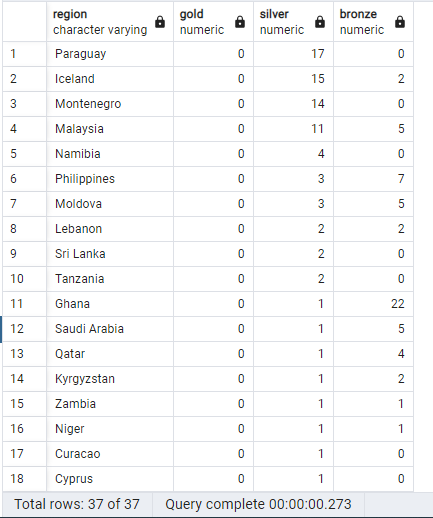 region gold silver bronze
character varying numeric numeric numeric
1 Paraguay 0 17 0
2 Iceland 0 15 2
3 Montenegro 0 14 0
4 Malaysia 0 11 5
5 Namibia 0 4 0
6 Philippines 0 3 7
7 Moldova 0 3 5
8 Lebanon 0 2 2
9 Sri Lanka 0 2 0
10 Tanzania 0 2 0
11 Ghana 0 1 22
12 Saudi Arabia 0 1 5
13 Qatar 0 1 4
14 Kyrgyzstan 0 1 2
15 Zambia 0 1 1
16 Niger 0 1 1
17 Curacao 0 1 0
18 Cyprus 0 1 0
Total rows: 37 of 37 Query complete 00:00:00.273